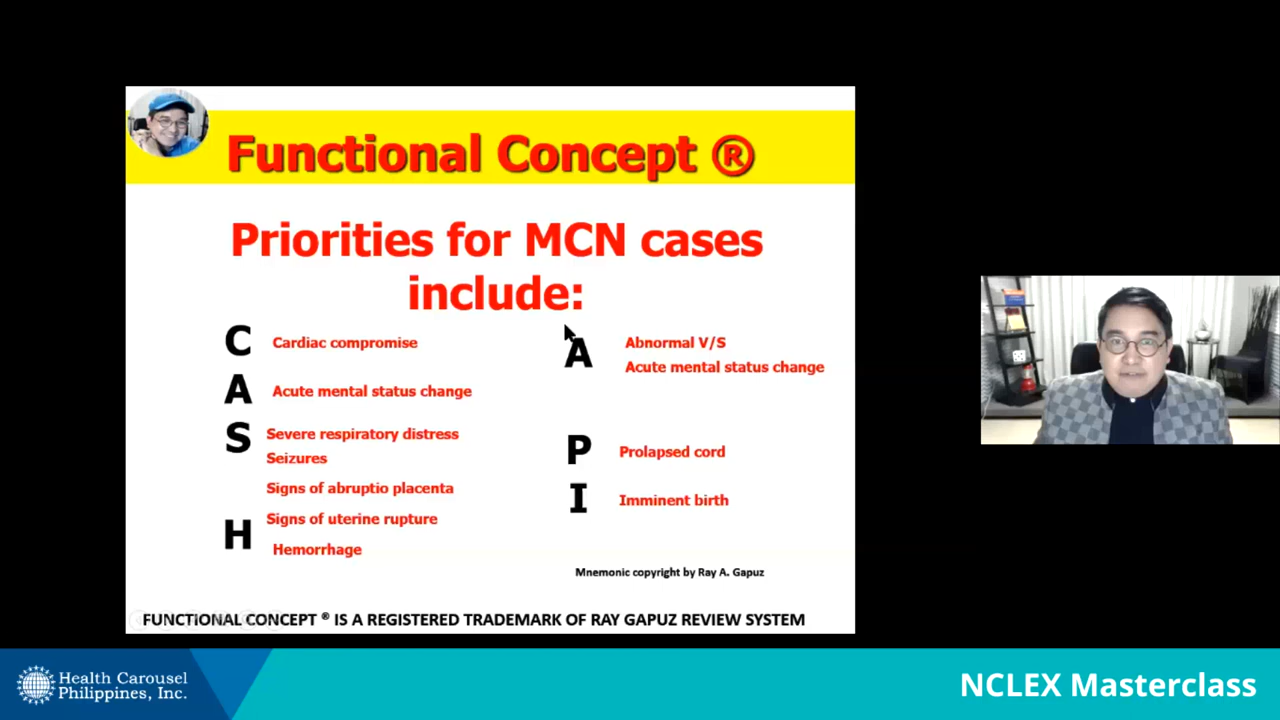 Functional Concept ®
Priorities for MCN cases
include:
C Cardiac compromise
A Acute mental status change
S Severe respiratory distress
Seizures
Signs of abruptio placenta
Signs of uterine rupture
H Hemorrhage
A Abnormal V/S
Acute mental status change
P Prolapsed cord
I Imminent birth
Mnemonic copyright by Ray A. Gapuz
FUNCTIONAL CONCEPT ® IS A REGISTERED TRADEMARK OF RAY GAPUZ REVIEW SYSTEM
Health Carousel
Philippines, Inc.
NCLEX Masterclass